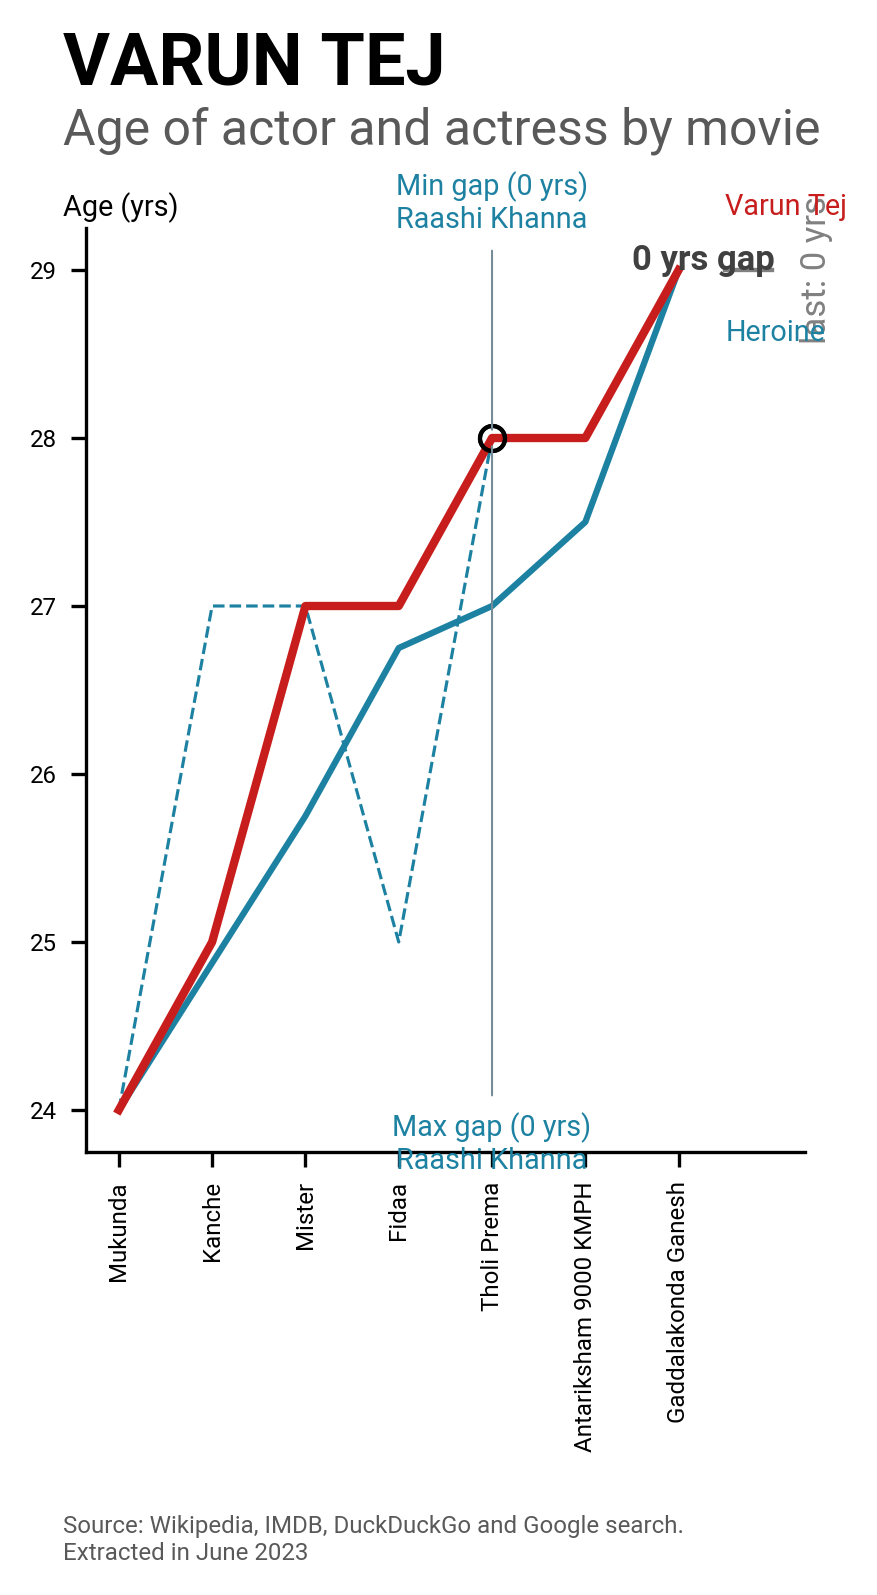 VARUN TEJ
Age of actor and actress by movie
Min gap (0 yrs)
Raashi Khanna
Age (yrs)
Varun Tej
last: 0 yrs
0 yrs gap
Heroine
29
28
27
26
25
24
Max gap (0 yrs)
Raashi Khanna
Mukunda
Kanche
Mister
Fidaa
Tholi Prema
Antariksham 9000 KMPH
Gaddalakonda Ganesh
Source: Wikipedia, IMDB, DuckDuckGo and Google search.
Extracted in June 2023